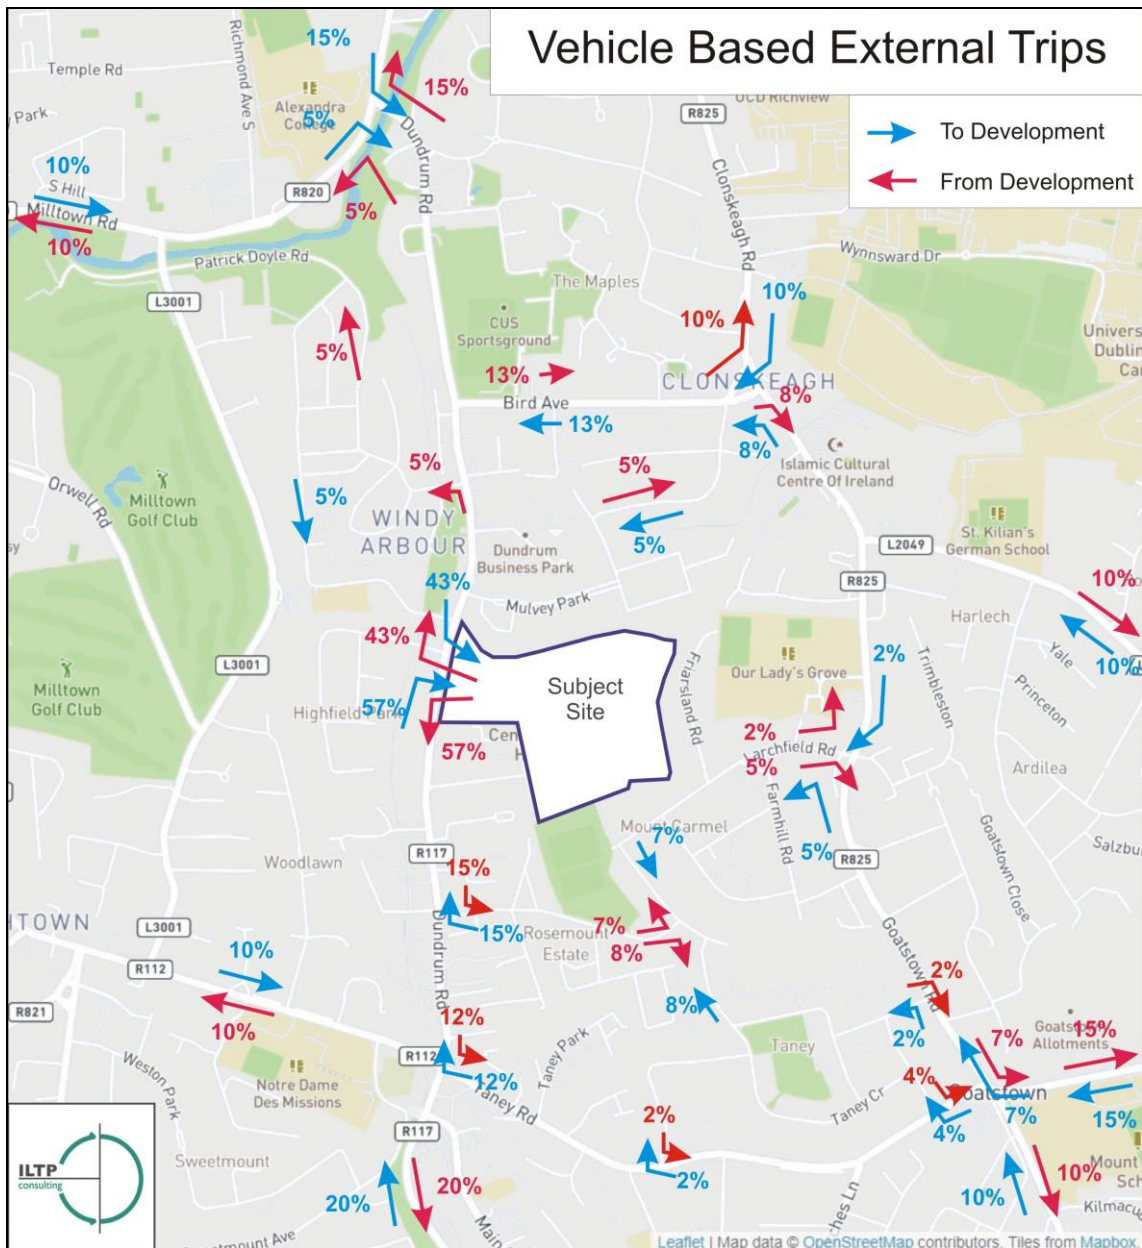 Vehicle Based External Trips
To Development
From Development
Temple Rd
Richmond Ave S
15%
15%
Alexandra
College
5%
Dundrum Rd
R825
UCD Richview
Clonskeagh Rd
10%
S Hill
Milltown Rd
10%
R820
5%
Patrick Doyle Rd
Wynnsward Dr
L3001
The Maples
CUS
Sportsground
10%
10%
5%
13%
CLONSKEAGH
Bird Ave
13%
8%
8%
Islamic Cultural
Centre Of Ireland
Orwell Rd
Milltown
Golf Club
5%
5%
5%
5%
WINDY
ARBOUR
Dundrum
Business Park
St. Kilian's
German School
L2049
R825
43%
Mulvey Park
10%
Harlech
43%
L3001
Milltown
Golf Club
Subject
Site
Friarsland Rd
Our Lady's Grove
2%
Trimbleston
Yale
10%
Princeton
Highfield Park
57%
57%
2%
Larchfield Rd
5%
Farmhill Rd
Ardilea
Mount Carmel
7%
5%
R117
Woodlawn
R825
Goatstown Close
15%
Dundrum Rd
15%
L3001
R112
Rosemount
Estate
7%
8%
Goatstown Rd
10%
10%
8%
2%
2%
R821
12%
12%
R112
Taney Park
Taney
Goatstown
Allotments
15%
7%
Weston Park
Notre Dame
Des Missions
Taney Rd
4%
Goatstown
Taney Cr
4%
7%
15%
2%
2%
R117
Sweetmount
ILTP
consulting
20%
20%
10%
10%
Leaflet | Map data © OpenStreetMap contributors. Tiles from Mapbox